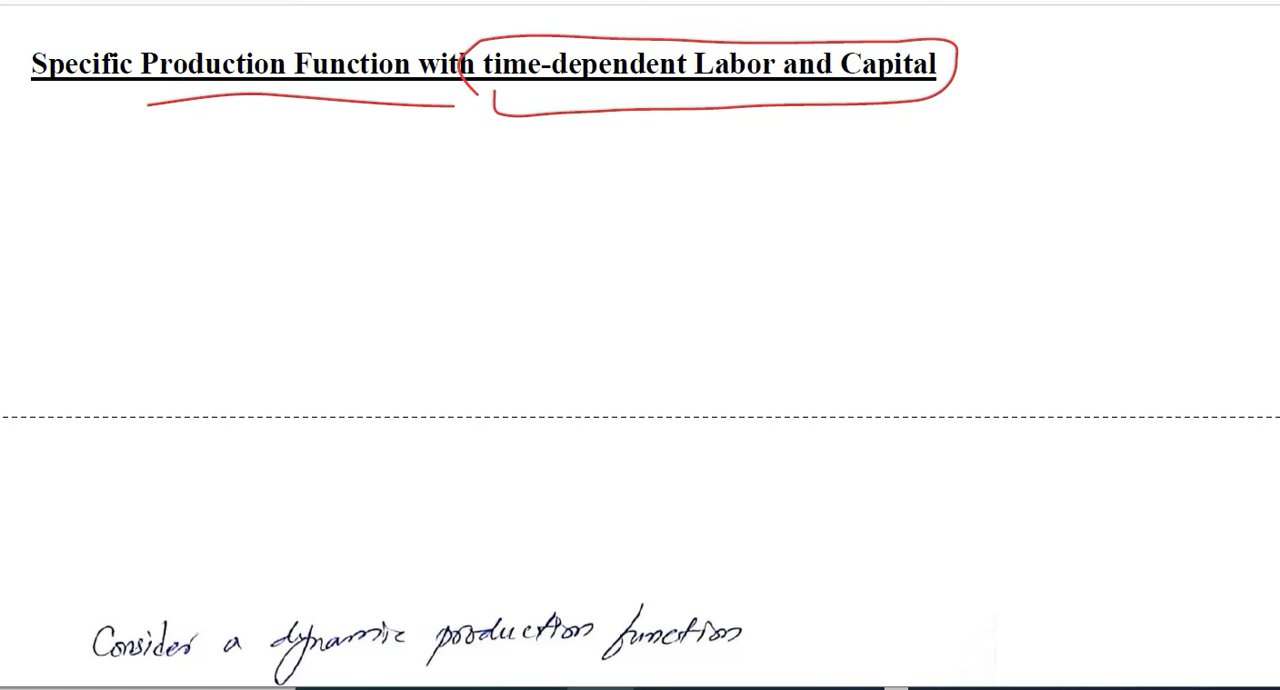 Specific Production Function with time-dependent Labor and Capital
Consider a dynamic production function